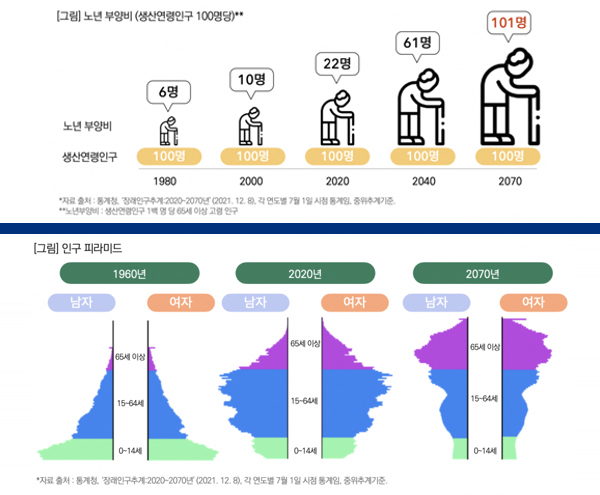 [그림] 노년 부양비 (생산연령인구 100명당)**
6명 10명 22명 61명 101명
노년 부양비
생산연령인구 100명 100명 100명 100명 100명
1980 2000 2020 2040 2070
*자료 출처 : 통계청, '장래인구추계:2020~2070년' (2021. 12. 8), 각 연도별 7월 1일 시점 통계임, 중위추계기준.
**노년부양비 : 생산연령인구 1백 명 당 65세 이상 고령 인구
[그림] 인구 피라미드
1960년 2020년 2070년
남자 여자 남자 여자 남자 여자
65세 이상 65세 이상 65세 이상
15~64세 15~64세 15~64세
0~14세 0~14세 0~14세
*자료 출처 : 통계청, '장래인구추계:2020~2070년' (2021. 12. 8), 각 연도별 7월 1일 시점 통계임, 중위추계기준.